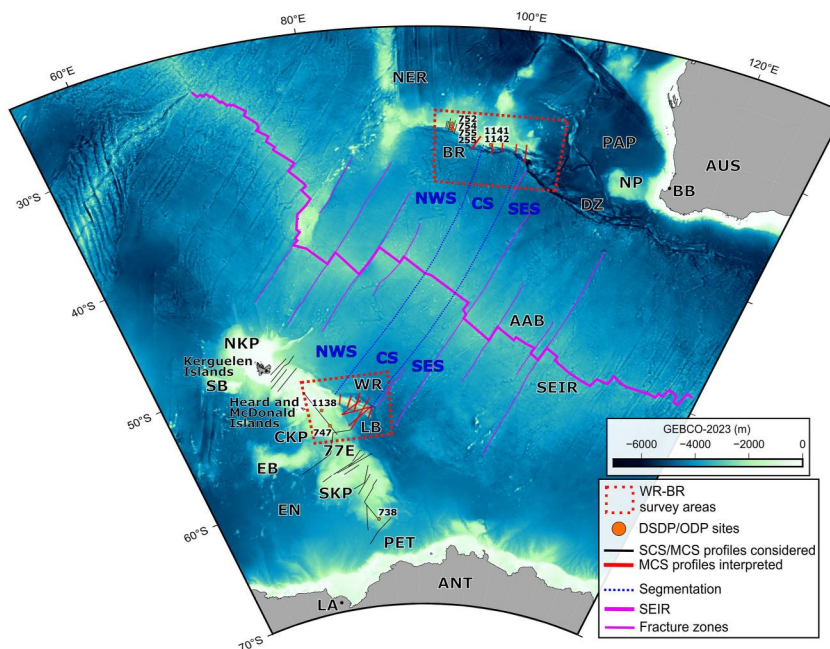 60°E
80°E
100°E
120°E
NER
752
754
755
255
1141
1142
BR
PAP
AUS
NP
BB
DZ
30°S
NWS
CS
SES
40°S
AAB
NKP
NWS
CS
SES
WR
Kerguelen
Islands
SB
SEIR
Heard and
McDonald
Islands
1138
50°S
CKP
747
LB
77E
EB
SKP
EN
738
60°S
PET
ANT
LA
70°S
GEBCO-2023 (m)
−6000 −4000 −2000 0
WR-BR
survey areas
DSDP/ODP sites
SCS/MCS profiles considered
MCS profiles interpreted
Segmentation
SEIR
Fracture zones